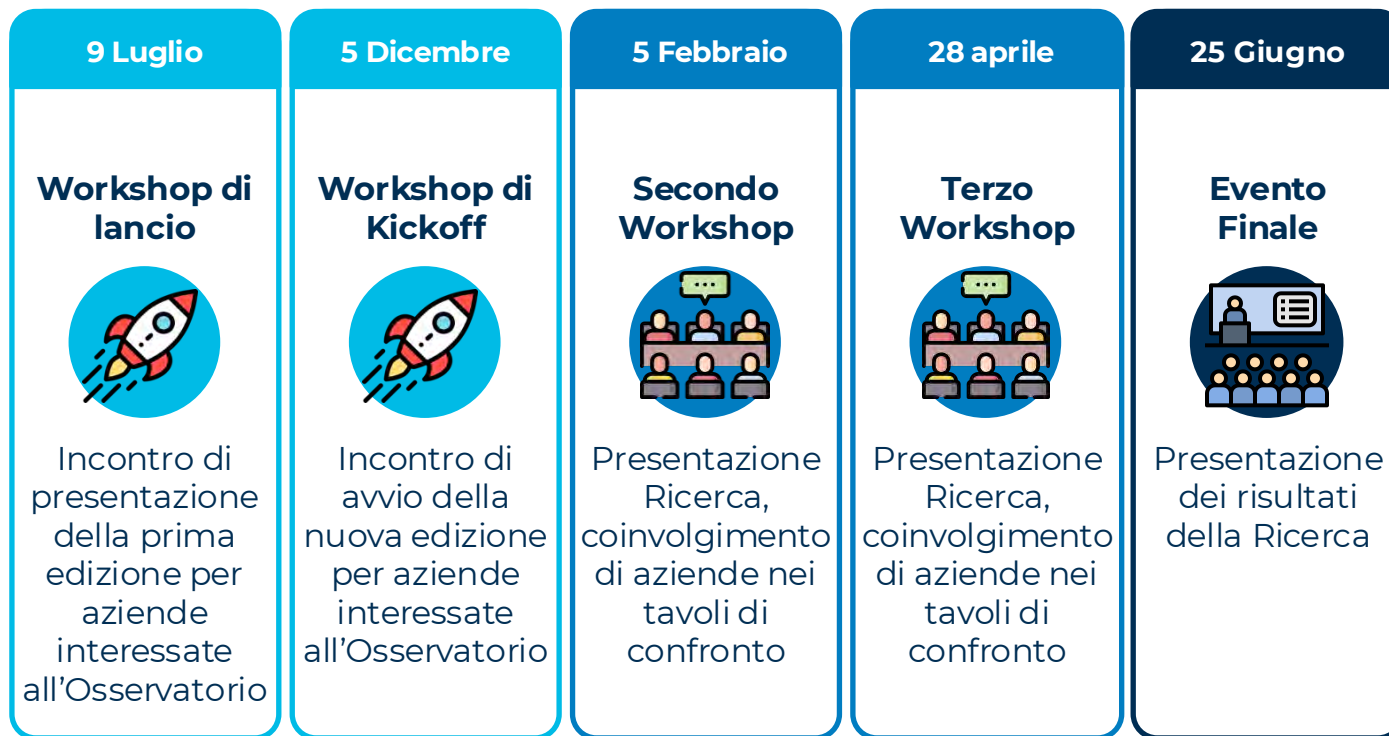 9 Luglio
Workshop di
lancio
Incontro di
presentazione
della prima
edizione per
aziende
interessate
all’Osservatorio
5 Dicembre
Workshop di
Kickoff
Incontro di
avvio della
nuova edizione
per aziende
interessate
all’Osservatorio
5 Febbraio
Secondo
Workshop
Presentazione
Ricerca,
coinvolgimento
di aziende nei
tavoli di
confronto
28 aprile
Terzo
Workshop
Presentazione
Ricerca,
coinvolgimento
di aziende nei
tavoli di
confronto
25 Giugno
Evento
Finale
Presentazione
dei risultati
della Ricerca